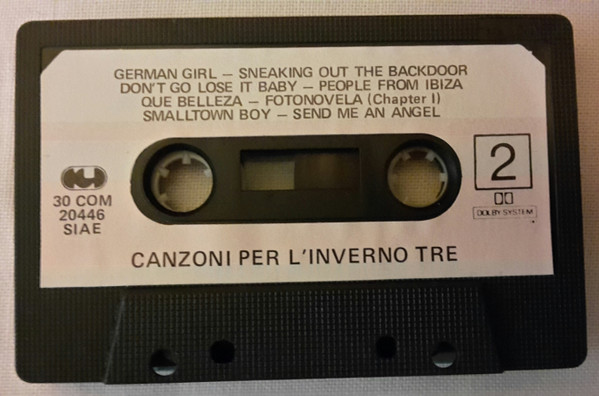 GERMAN GIRL – SNEAKING OUT THE BACKDOOR
DON'T GO LOSE IT BABY – PEOPLE FROM IBIZA
QUE BELLEZA – FOTONOVELA (Chapter I)
SMALLTOWN BOY – SEND ME AN ANGEL
30 COM
20446
SIAE
2
DOLBY SYSTEM
CANZONI PER L'INVERNO TRE